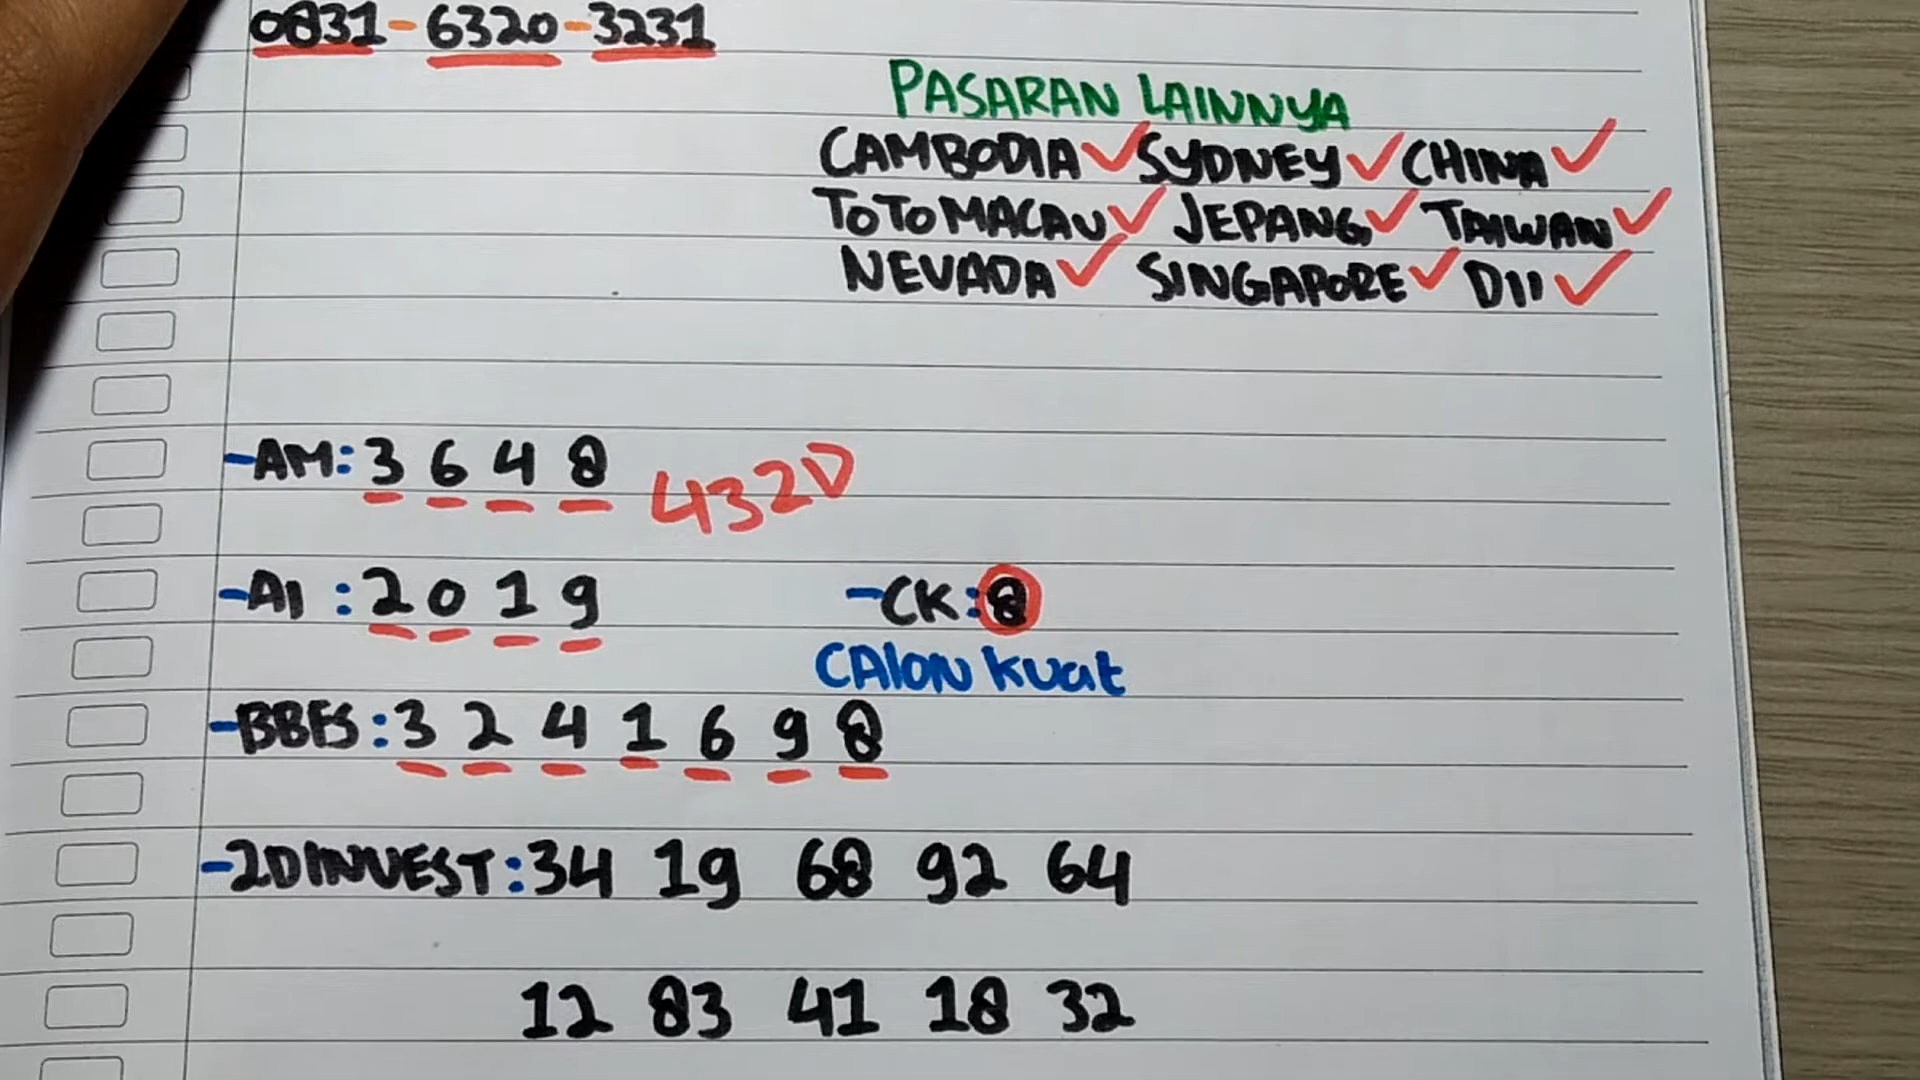 0831-6320-3231
PASARAN LAINNYA
CAMBODIA ✓ SYDNEY ✓ CHINA ✓
TOTOMACAU ✓ JEPANG ✓ TAIWAN ✓
NEVADA ✓ SINGAPORE ✓ DII ✓
-AM: 3 6 4 8 432D
-AI : 2 0 1 9 -CK: 8
CALON KUAT
-BBFS: 3 2 4 1 6 9 8
-2D INVEST: 34 19 68 92 64
12 83 41 18 32